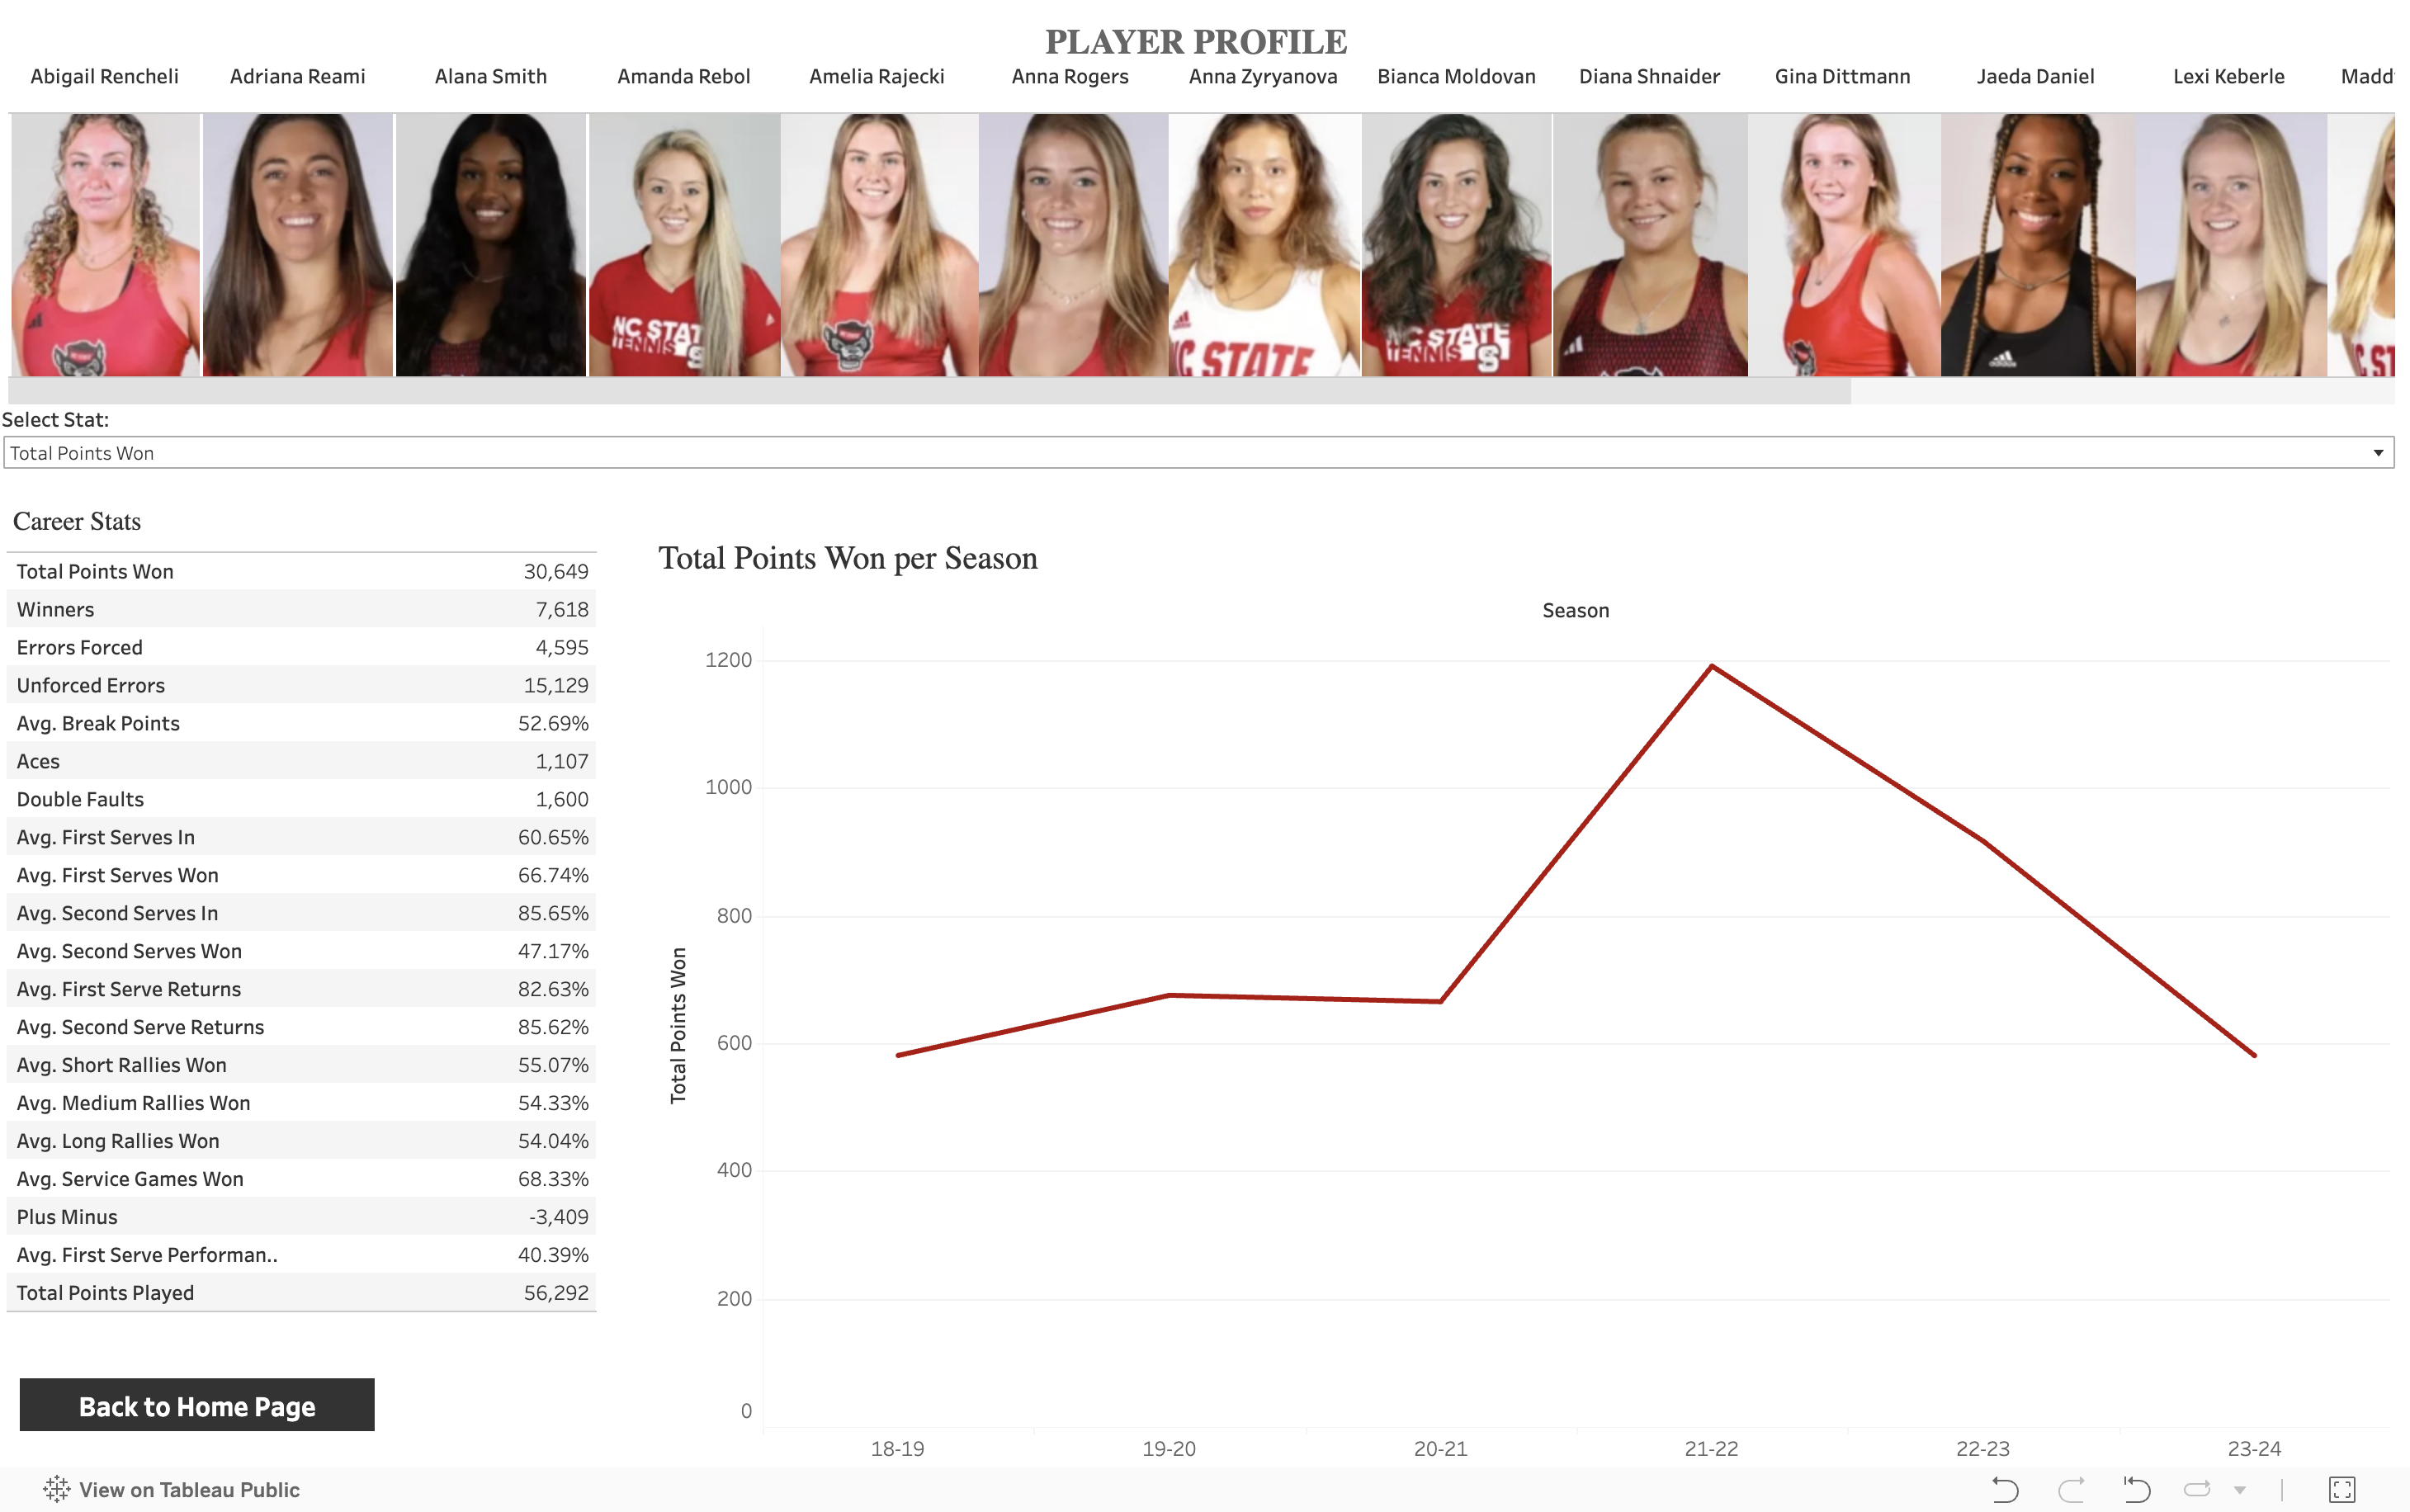 PLAYER PROFILE
Abigail Rencheli Adriana Reami Alana Smith Amanda Rebol Amelia Rajecki Anna Rogers Anna Zyryanova Bianca Moldovan Diana Shnaider Gina Dittmann Jaeda Daniel Lexi Keberle Madd
NC STAT
TENNIS S
C STATE
NC STATE
TENNIS S
adidas
C ST
Select Stat:
Total Points Won
Career Stats
Total Points Won 30,649
Winners 7,618
Errors Forced 4,595
Unforced Errors 15,129
Avg. Break Points 52.69%
Aces 1,107
Double Faults 1,600
Avg. First Serves In 60.65%
Avg. First Serves Won 66.74%
Avg. Second Serves In 85.65%
Avg. Second Serves Won 47.17%
Avg. First Serve Returns 82.63%
Avg. Second Serve Returns 85.62%
Avg. Short Rallies Won 55.07%
Avg. Medium Rallies Won 54.33%
Avg. Long Rallies Won 54.04%
Avg. Service Games Won 68.33%
Plus Minus -3,409
Avg. First Serve Performan.. 40.39%
Total Points Played 56,292
Back to Home Page
Total Points Won per Season
Season
Total Points Won
1200
1000
800
600
400
200
0
18-19 19-20 20-21 21-22 22-23 23-24
View on Tableau Public